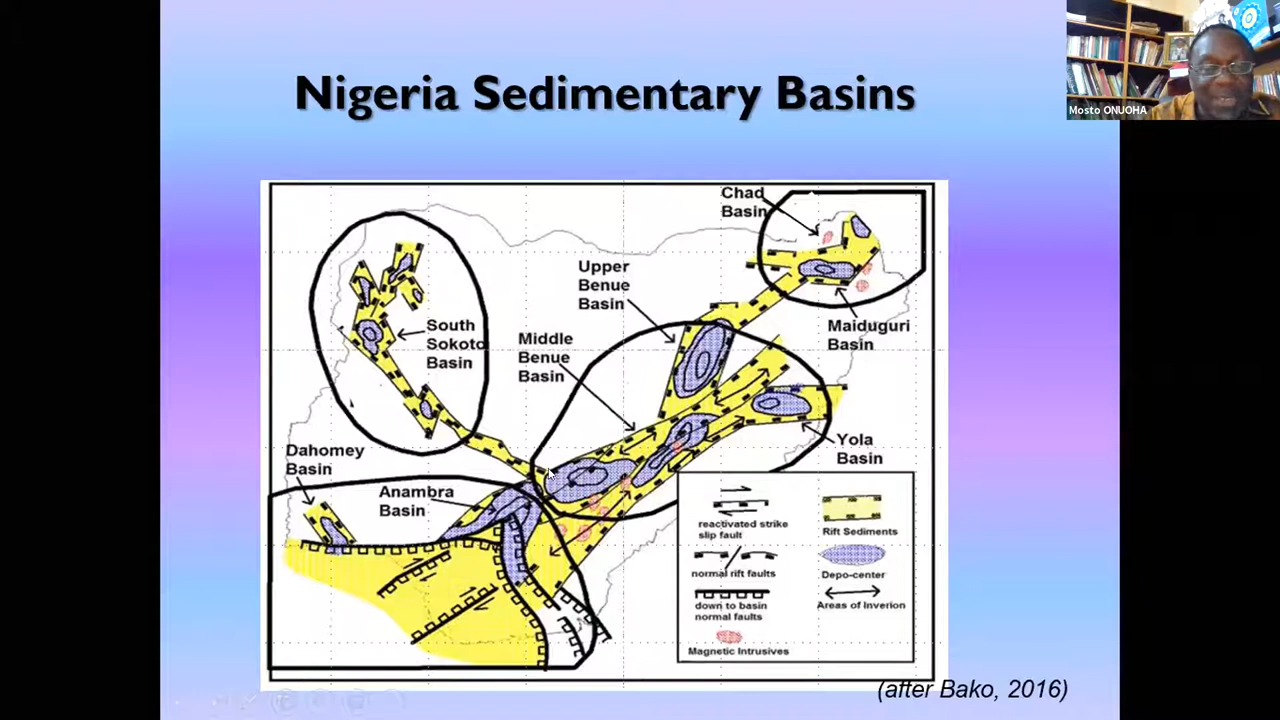 Nigeria Sedimentary Basins
Mosto ONUOHA
Chad
Basin
Upper
Benue
Basin
Middle
Benue
Basin
South
Sokoto
Basin
Maiduguri
Basin
Dahomey
Basin
Anambra
Basin
Yola
Basin
reactivated strike
slip fault
Rift Sediments
normal rift faults
Depo-center
down to basin
normal faults
Areas of Inverion
Magnetic Intrusives
(after Bako, 2016)